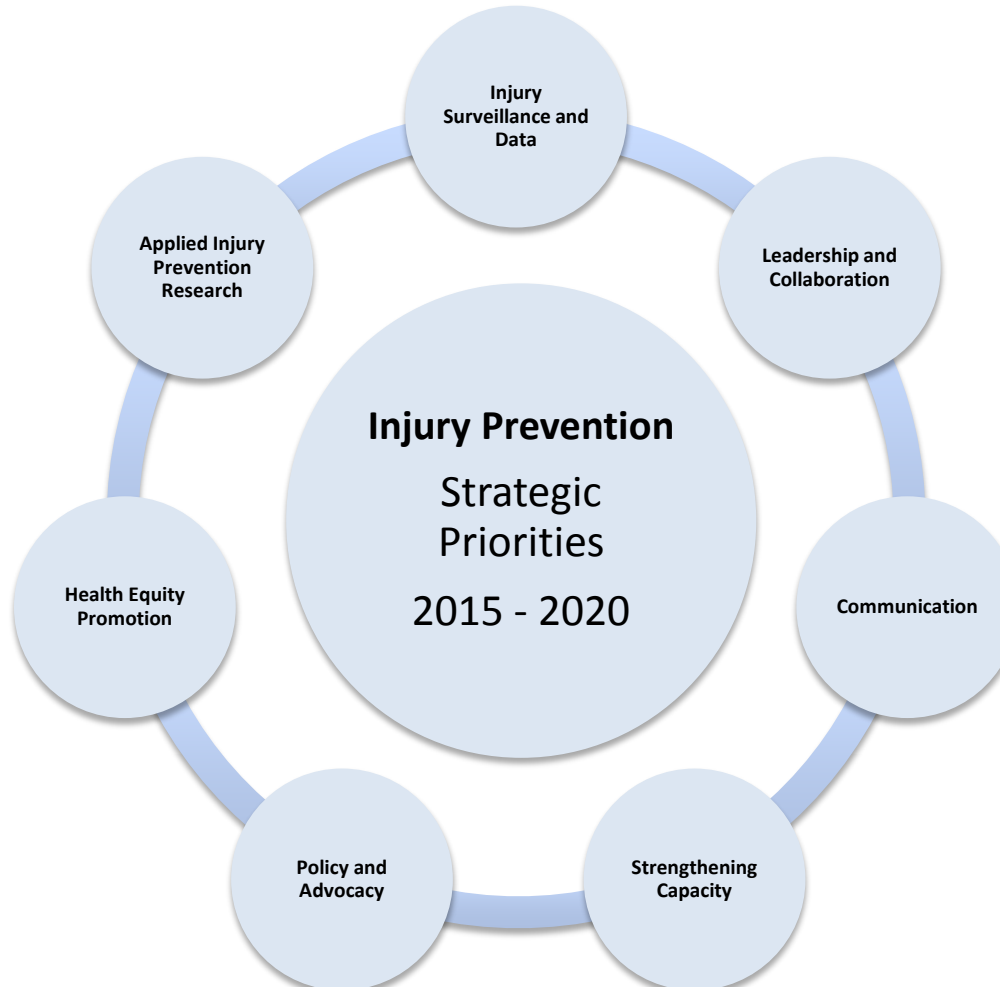 Injury
Surveillance and
Data
Leadership and
Collaboration
Communication
Strengthening
Capacity
Policy and
Advocacy
Health Equity
Promotion
Applied Injury
Prevention
Research
Injury Prevention
Strategic
Priorities
2015 - 2020